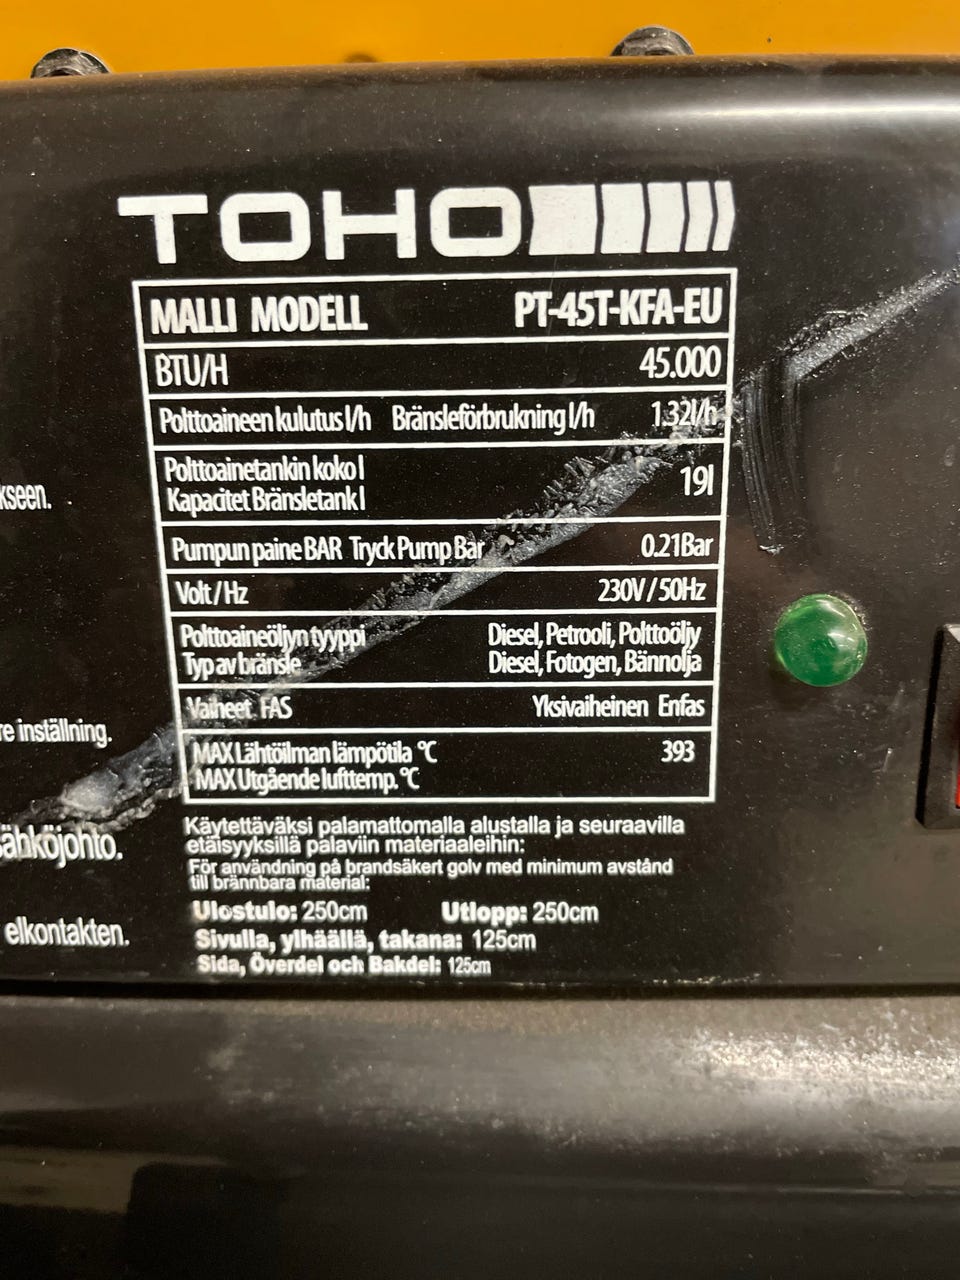 TOHO
MALLI MODELL PT-45T-KFA-EU
BTU/H 45.000
Polttoaineen kulutus l/h Bränsleförbrukning l/h 1.32l/h
Polttoainetankin koko l
Kapacitet Bränsletank l 19l
Pumpun paine BAR Tryck Pump Bar 0.21Bar
Volt/Hz 230V/50Hz
Polttoaineöljyn tyyppi Diesel, Petrooli, Polttoöljy
Typ av bränsle Diesel, Fotogen, Bännolja
Vaiheet FAS Yksivaiheinen Enfas
MAX Lähtöilman lämpötila °C 393
MAX Utgående lufttemp. °C
Käytettäväksi palamattomalla alustalla ja seuraavilla
etäisyyksillä palaviin materiaaleihin:
För användning på brandsäkert golv med minimum avstånd
till brännbara material:
Ulostulo: 250cm Utlopp: 250cm
Sivulla, ylhäällä, takana: 125cm
Sida, Överdel och Bakdel: 125cm
kseen.
re inställning.
sähköjohto.
elkontakten.